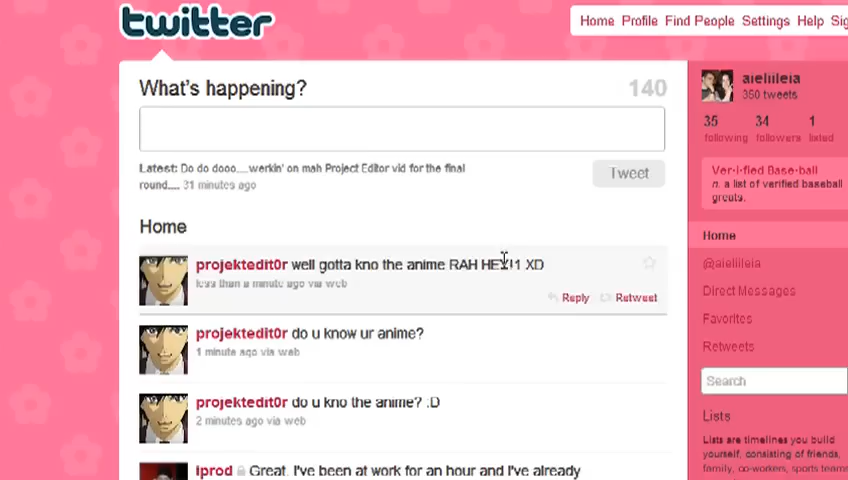 twitter
Home Profile Find People Settings Help
What's happening?
140
Latest: Do do dooo.....werkin' on mah Project Editor vid for the final
round..... 31 minutes ago
Tweet
Home
projektedit0r well gotta kno the anime RAH HEY!1 XD
less than a minute ago via web
Reply Retweet
projektedit0r do u know ur anime?
1 minute ago via web
projektedit0r do u kno the anime? :D
2 minutes ago via web
iprod Great. I've been at work for an hour and I've already
aieliileia
350 tweets
35 34 1
following followers listed
Ver·i·fied Base·ball
n. a list of verified baseball
greats.
Home
@aieliileia
Direct Messages
Favorites
Retweets
Search
Lists
Lists are timelines you build
yourself, consisting of friends,
family, co-workers, sports teams